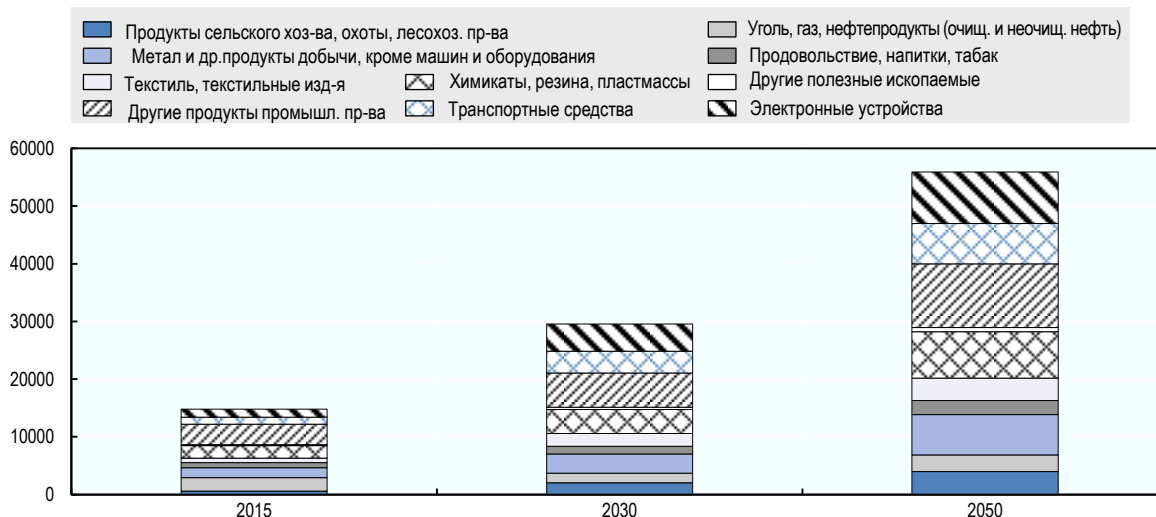 Продукты сельского хоз-ва, охоты, лесохоз. пр-ва
Уголь, газ, нефтепродукты (очищ. и неочищ. нефть)
Метал и др.продукты добычи, кроме машин и оборудования
Продовольствие, напитки, табак
Текстиль, текстильные изд-я
Химикаты, резина, пластмассы
Другие полезные ископаемые
Другие продукты промышл. пр-ва
Транспортные средства
Электронные устройства
60000
50000
40000
30000
20000
10000
0
2015
2030
2050